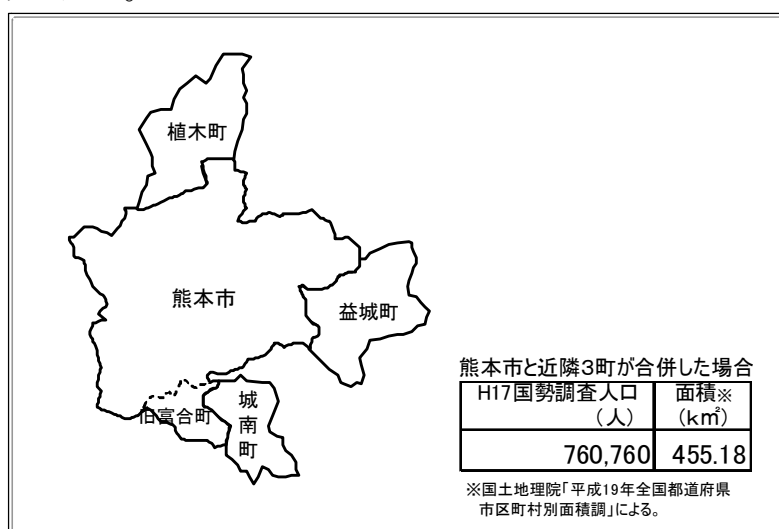 植木町
熊本市
益城町
旧富合町
城
南
町
熊本市と近隣3町が合併した場合
H17国勢調査人口
（人）
面積※
（k㎡）
760,760 455.18
※国土地理院「平成19年全国都道府県
市区町村別面積調」による。